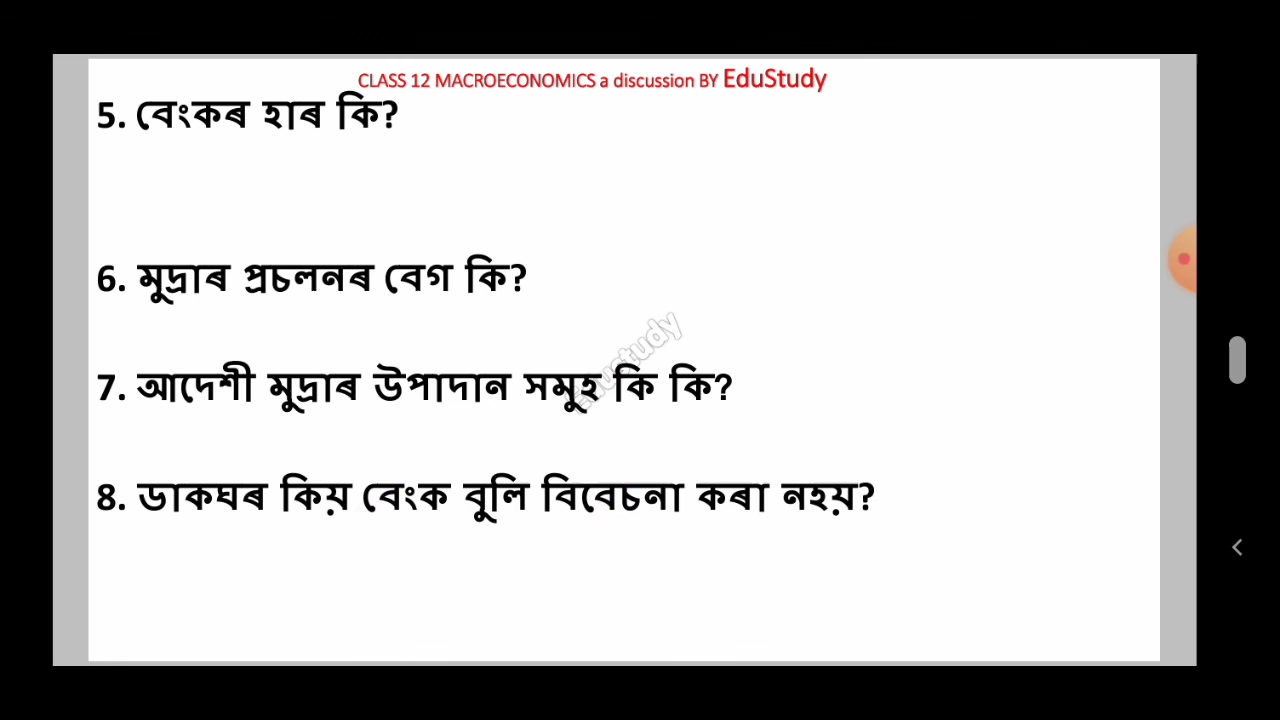 CLASS 12 MACROECONOMICS a discussion BY EduStudy
5. বেংকৰ হাৰ কি?
6. মুদ্ৰাৰ প্ৰচলনৰ বেগ কি?
Edustudy
7. আদেশী মুদ্ৰাৰ উপাদান সমুহ কি কি?
8. ডাকঘৰ কিয় বেংক বুলি বিবেচনা কৰা নহয়?